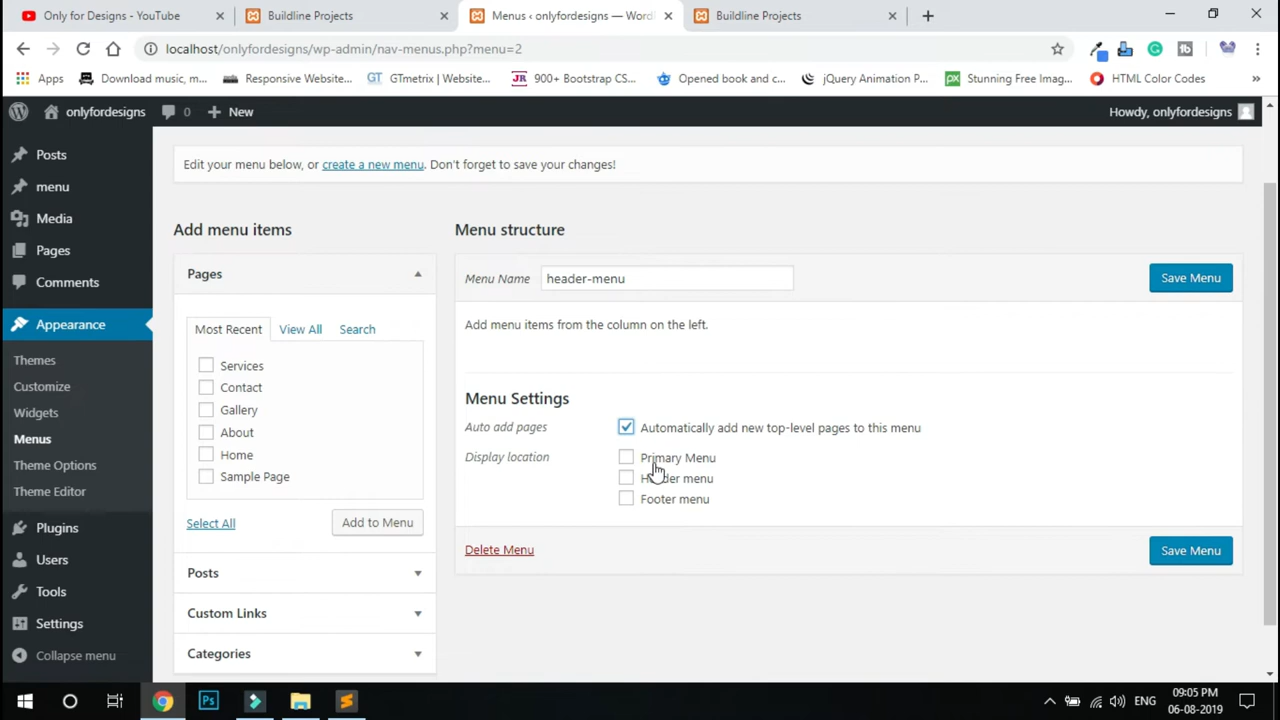 Only for Designs - YouTube
Buildline Projects
Menus ‹ onlyfordesigns — Word
Buildline Projects
localhost/onlyfordesigns/wp-admin/nav-menus.php?menu=2
Apps
Download music, m...
Responsive Website...
GT GTmetrix | Website...
JR 900+ Bootstrap CS...
Opened book and c...
jQuery Animation P...
px Stunning Free Imag...
HTML Color Codes
»
onlyfordesigns
0
New
Howdy, onlyfordesigns
Posts
menu
Media
Pages
Comments
Appearance
Themes
Customize
Widgets
Menus
Theme Options
Theme Editor
Plugins
Users
Tools
Settings
Collapse menu
Edit your menu below, or create a new menu. Don't forget to save your changes!
Add menu items
Pages
Most Recent
View All
Search
Services
Contact
Gallery
About
Home
Sample Page
Select All
Add to Menu
Posts
Custom Links
Categories
Menu structure
Menu Name
header-menu
Save Menu
Add menu items from the column on the left.
Menu Settings
Auto add pages
Automatically add new top-level pages to this menu
Display location
Primary Menu
Header menu
Footer menu
Delete Menu
Save Menu
Ps
ENG
09:05 PM
06-08-2019